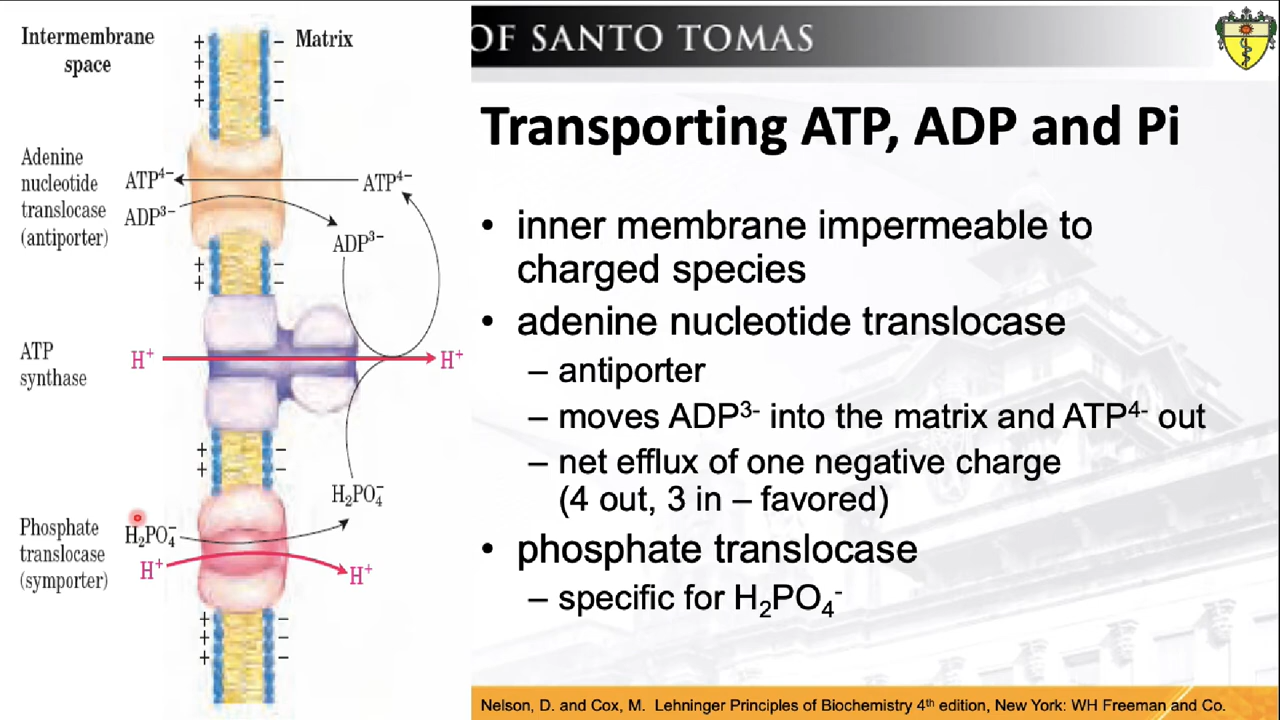 OF SANTO TOMAS
Transporting ATP, ADP and Pi
Intermembrane
space
Matrix
Adenine
nucleotide
translocase
(antiporter)
ATP⁴⁻
ATP⁴⁻
ADP³⁻
ADP³⁻
ATP
synthase
H⁺
H⁺
H₂PO₄⁻
Phosphate
translocase
(symporter)
H₂PO₄⁻
H⁺
H⁺
• inner membrane impermeable to
charged species
• adenine nucleotide translocase
– antiporter
– moves ADP³⁻ into the matrix and ATP⁴⁻ out
– net efflux of one negative charge
(4 out, 3 in – favored)
• phosphate translocase
– specific for H₂PO₄⁻
Nelson, D. and Cox, M. Lehninger Principles of Biochemistry 4th edition, New York: WH Freeman and Co.